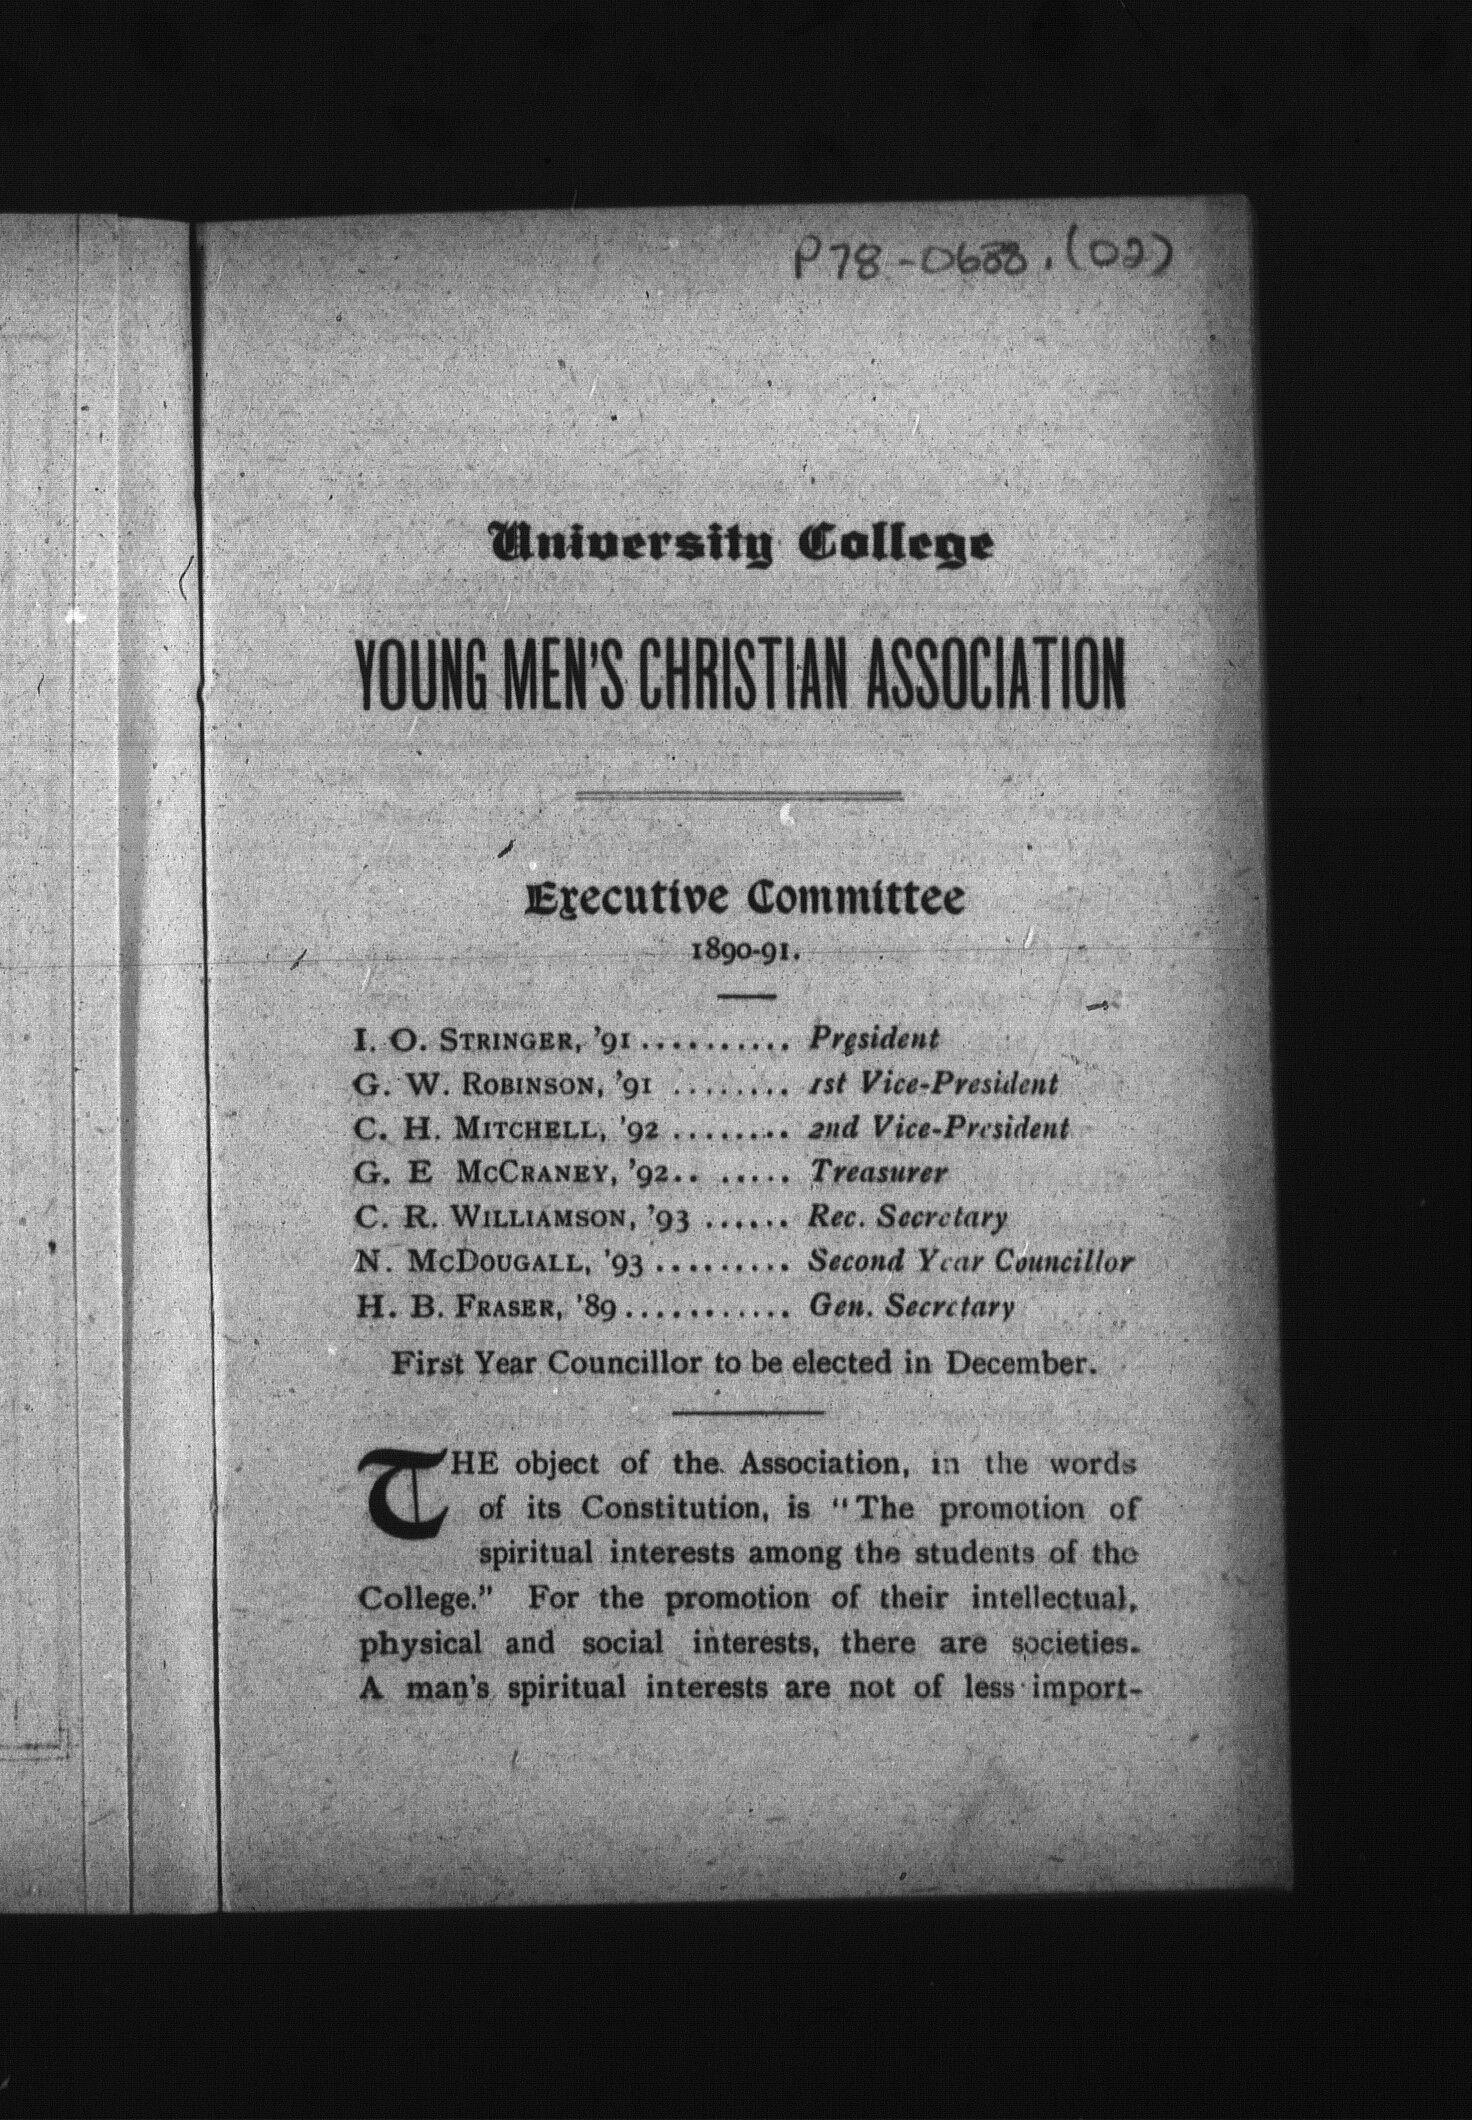 P78-0688.(02)
University College
YOUNG MEN'S CHRISTIAN ASSOCIATION
Executive Committee
1890-91.
I. O. STRINGER, '91.......... President
G. W. ROBINSON, '91 ........ 1st Vice-President
C. H. MITCHELL, '92 ........ 2nd Vice-President
G. E McCRANEY, '92.. ..... Treasurer
C. R. WILLIAMSON, '93 ...... Rec. Secretary
N. McDOUGALL, '93 ......... Second Year Councillor
H. B. FRASER, '89........... Gen. Secretary
First Year Councillor to be elected in December.
THE object of the Association, in the words
of its Constitution, is "The promotion of
spiritual interests among the students of the
College." For the promotion of their intellectual,
physical and social interests, there are societies.
A man's spiritual interests are not of less import-